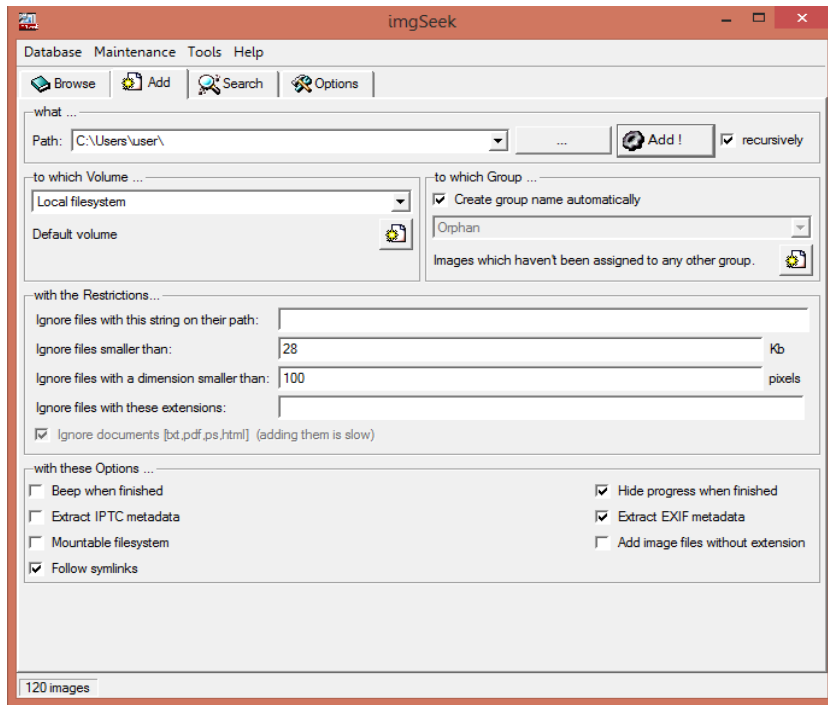 imgSeek
Database Maintenance Tools Help
Browse Add Search Options
what ...
Path: C:\Users\user\ ... Add ! recursively
to which Volume ... to which Group ...
Local filesystem Create group name automatically
Default volume Orphan
Images which haven't been assigned to any other group.
with the Restrictions...
Ignore files with this string on their path:
Ignore files smaller than: 28 Kb
Ignore files with a dimension smaller than: 100 pixels
Ignore files with these extensions:
Ignore documents [txt,pdf,ps,html] (adding them is slow)
with these Options ...
Beep when finished Hide progress when finished
Extract IPTC metadata Extract EXIF metadata
Mountable filesystem Add image files without extension
Follow symlinks
120 images